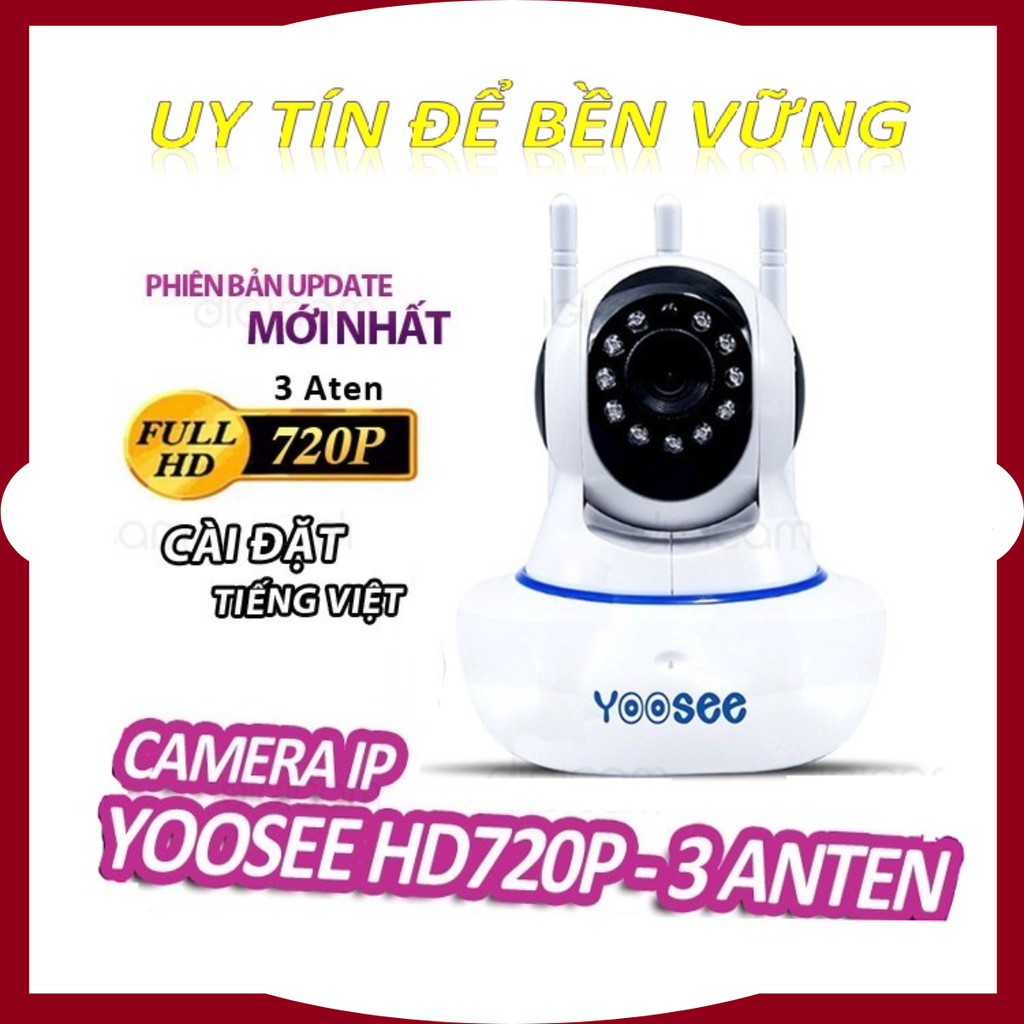 UY TÍN ĐỂ BỀN VỮNG
PHIÊN BẢN UPDATE
MỚI NHẤT
3 Aten
FULL
HD
720P
CÀI ĐẶT
TIẾNG VIỆT
Yoosee
CAMERA IP
YOOSEE HD720P - 3 ANTEN